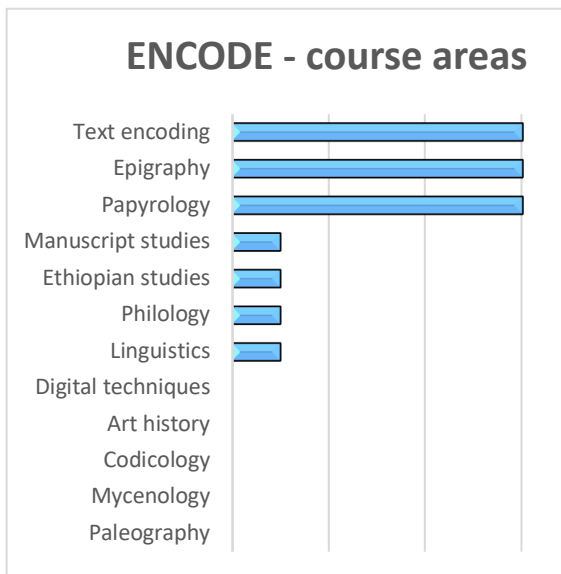 ENCODE - course areas
Text encoding
Epigraphy
Papyrology
Manuscript studies
Ethiopian studies
Philology
Linguistics
Digital techniques
Art history
Codicology
Mycenology
Paleography